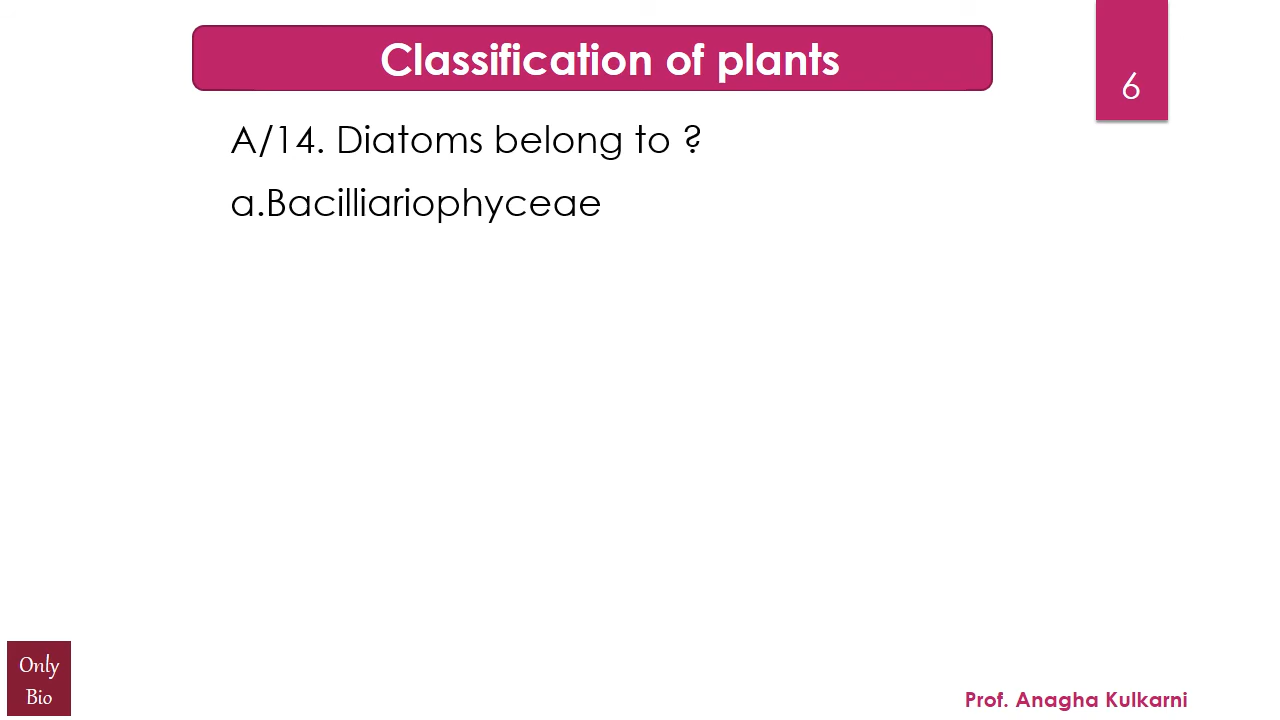 Classification of plants
6
A/14. Diatoms belong to ?
a.Bacilliariophyceae
Only
Bio
Prof. Anagha Kulkarni